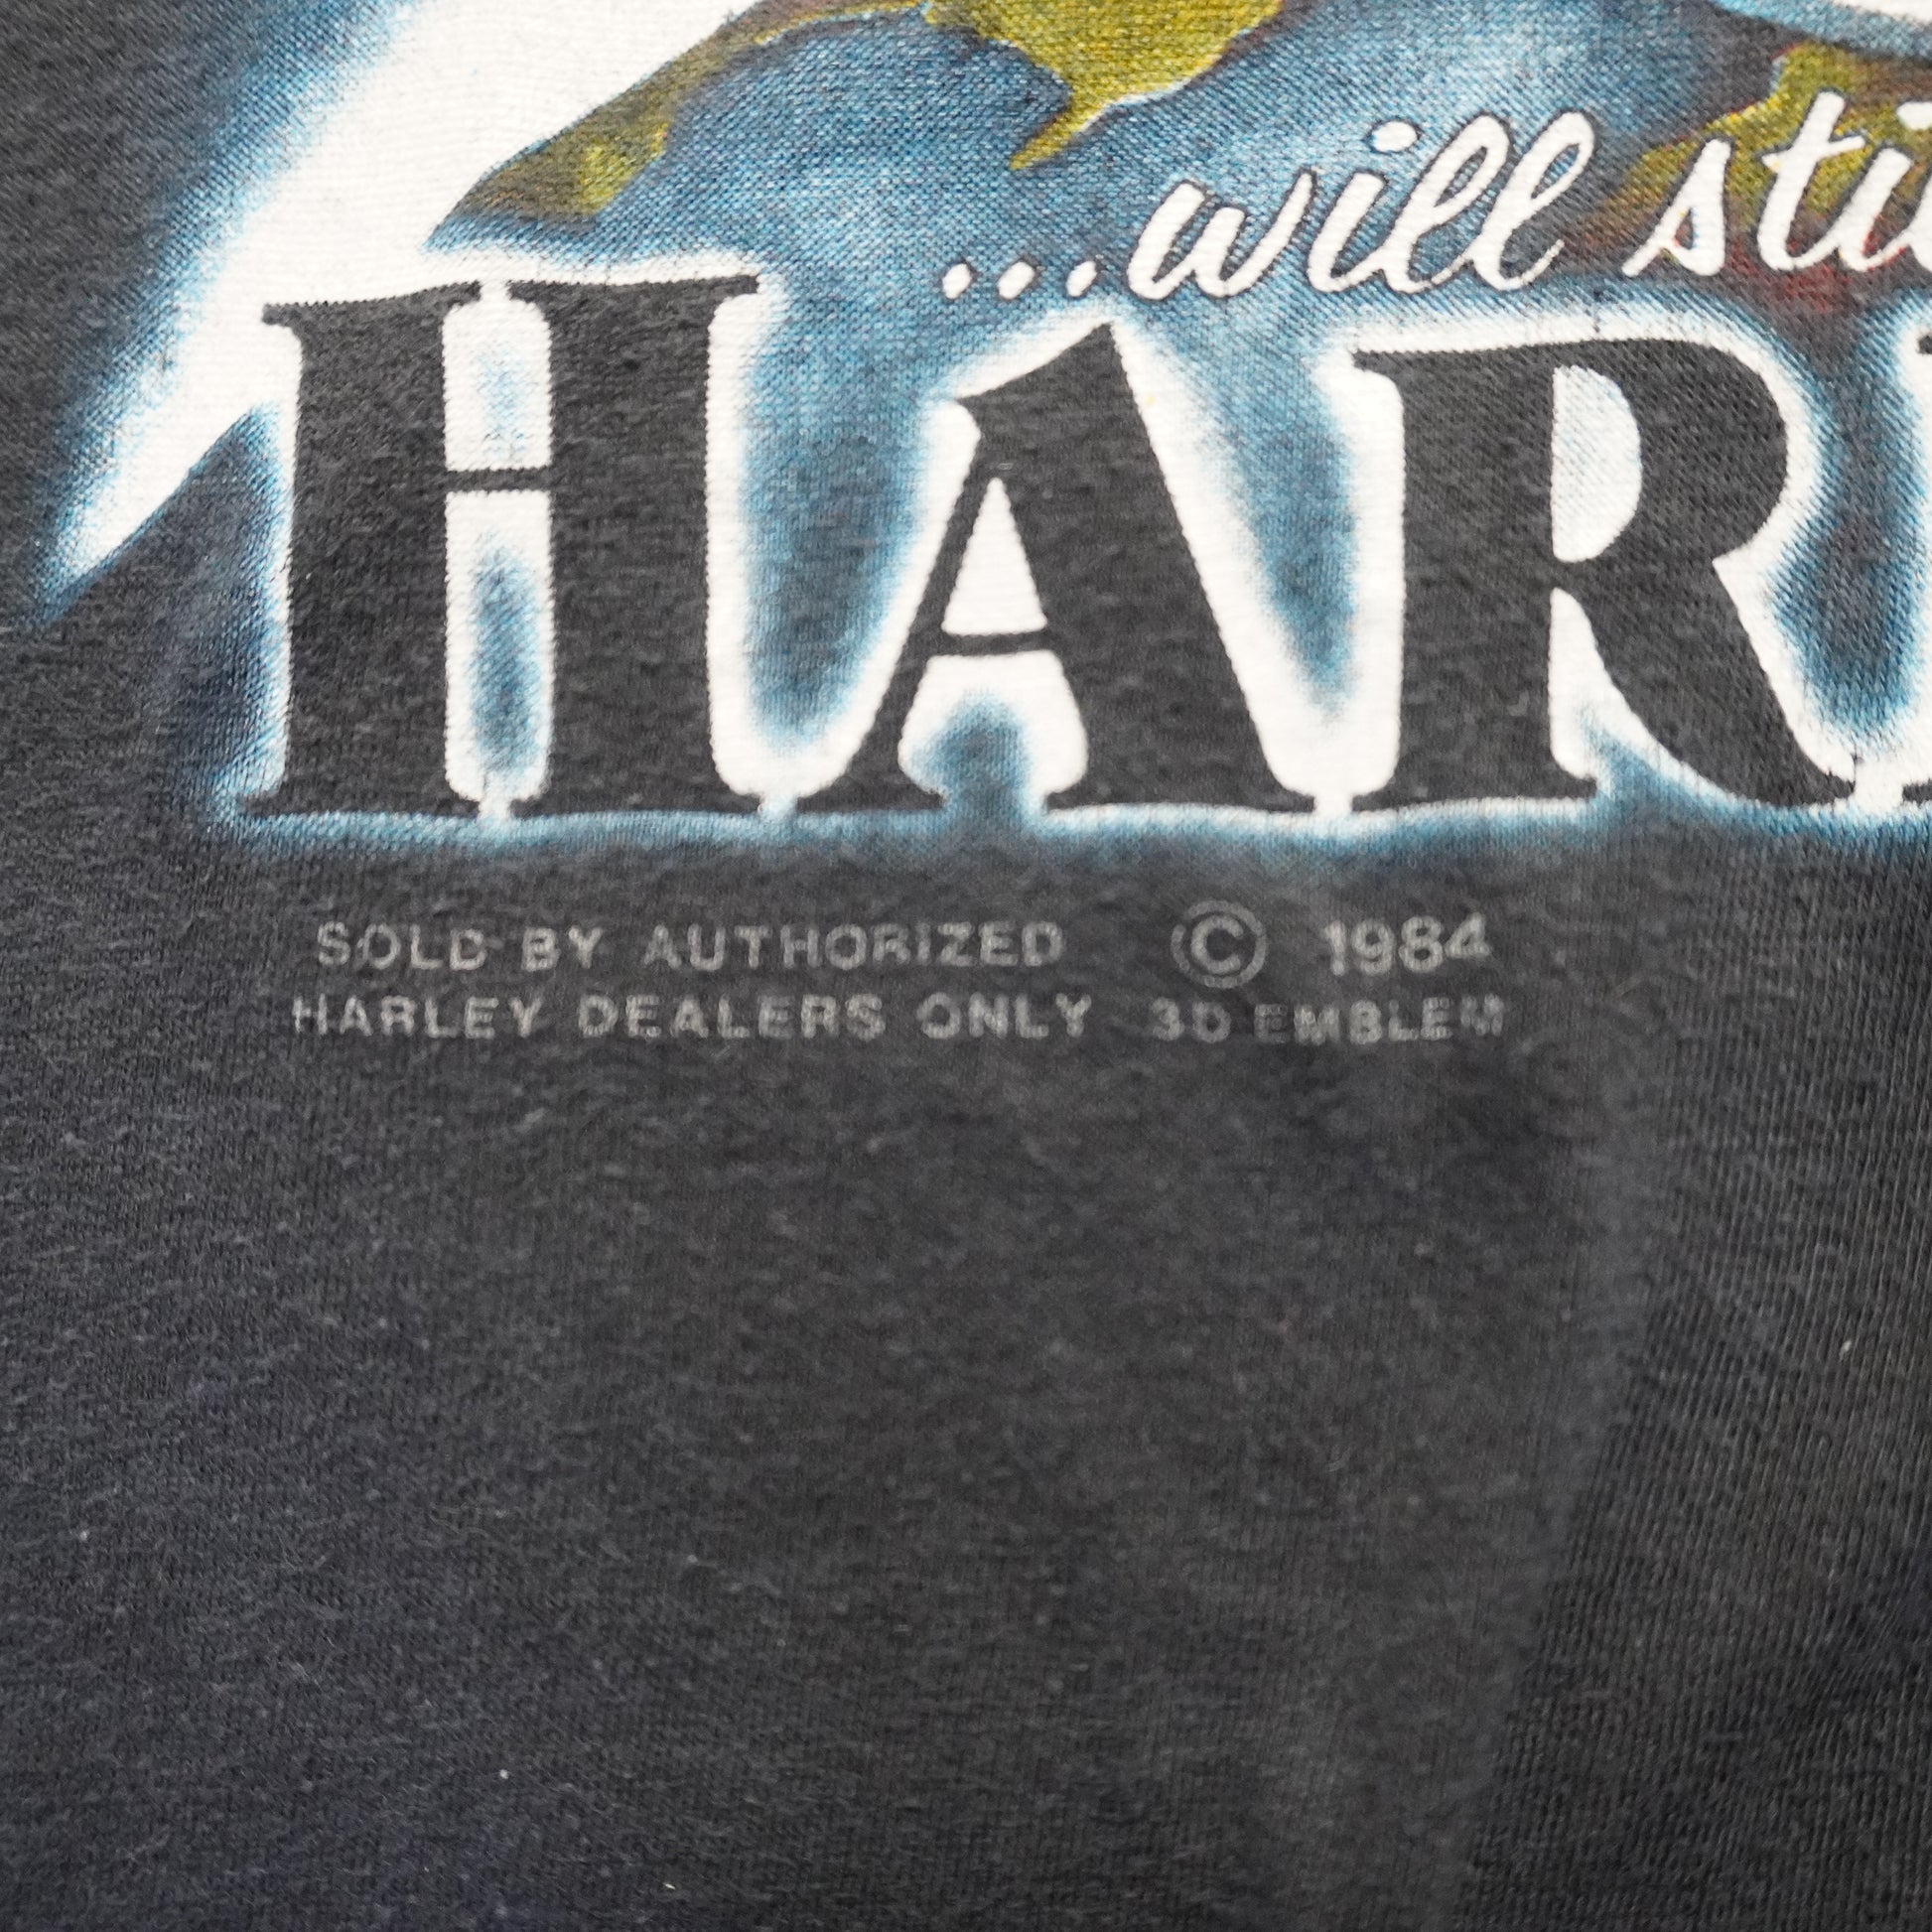 ...will sti
HAR
SOLD BY AUTHORIZED © 1984
HARLEY DEALERS ONLY 3D EMBLEM